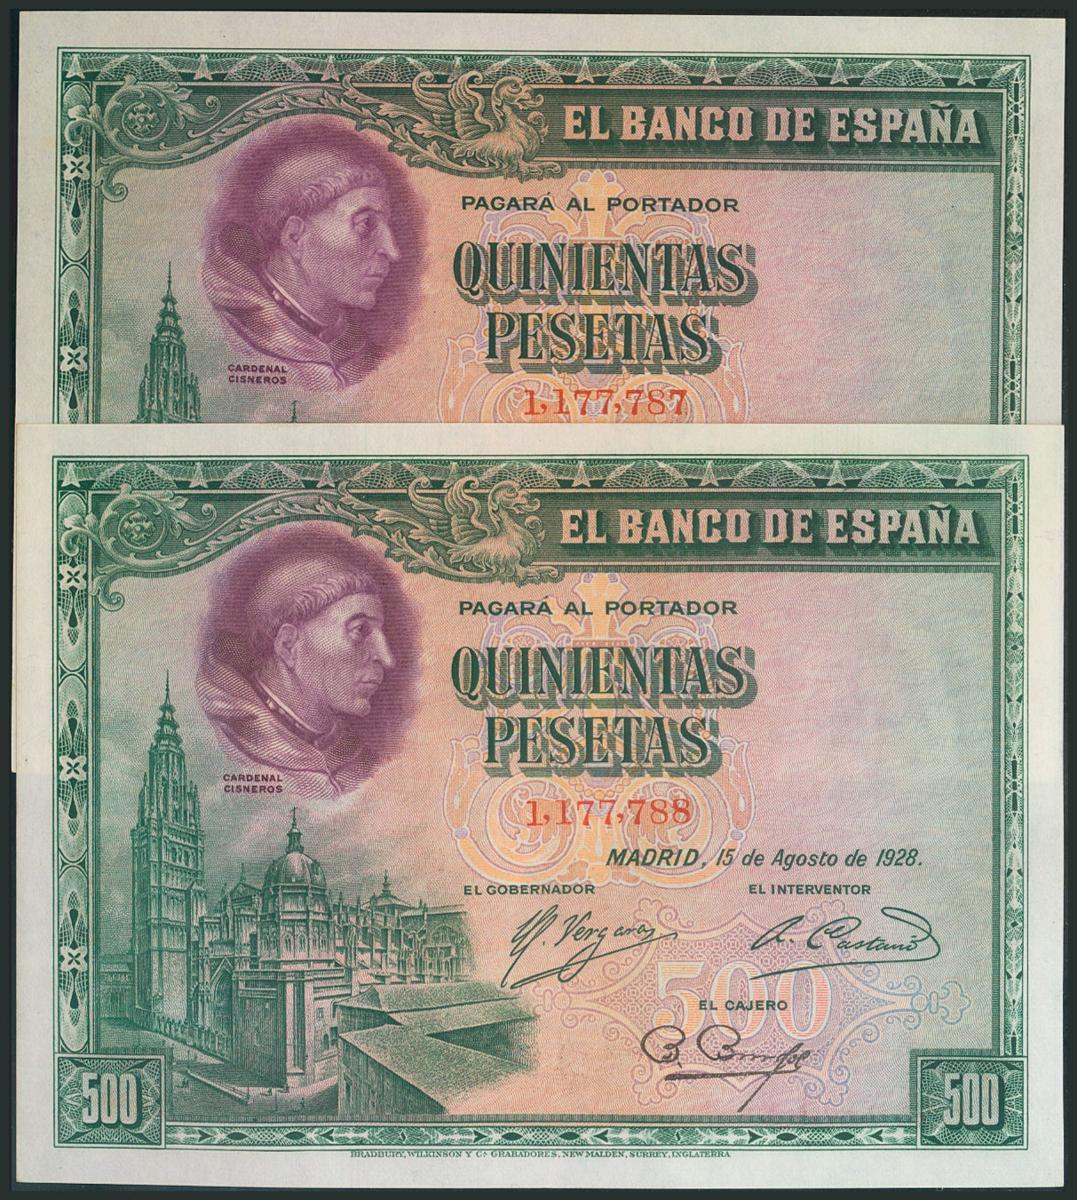 EL BANCO DE ESPAÑA
PAGARÁ AL PORTADOR
QUINIENTAS
PESETAS
CARDENAL
CISNEROS
1,177,787
EL BANCO DE ESPAÑA
PAGARÁ AL PORTADOR
QUINIENTAS
PESETAS
CARDENAL
CISNEROS
1,177,788
MADRID, 15 de Agosto de 1928.
EL GOBERNADOR EL INTERVENTOR
Vergara A. Castaño
500
EL CAJERO
500 500
BRADBURY, WILKINSON Y Cª GRABADORES, NEW MALDEN, SURREY, INGLATERRA